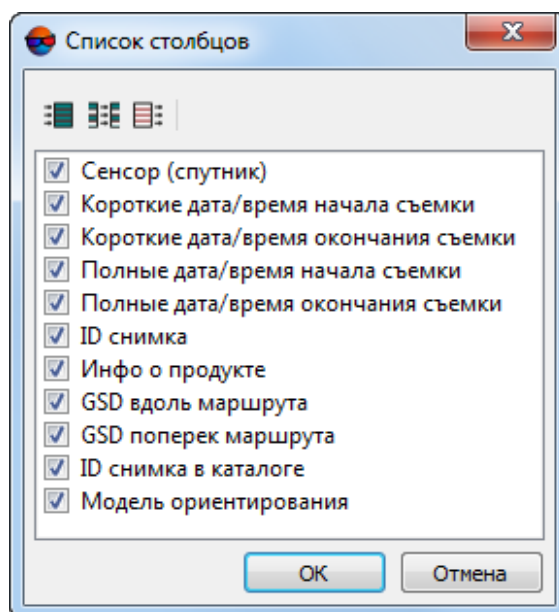 Список столбцов
Сенсор (спутник)
Короткие дата/время начала съемки
Короткие дата/время окончания съемки
Полные дата/время начала съемки
Полные дата/время окончания съемки
ID снимка
Инфо о продукте
GSD вдоль маршрута
GSD поперек маршрута
ID снимка в каталоге
Модель ориентирования
ОК
Отмена